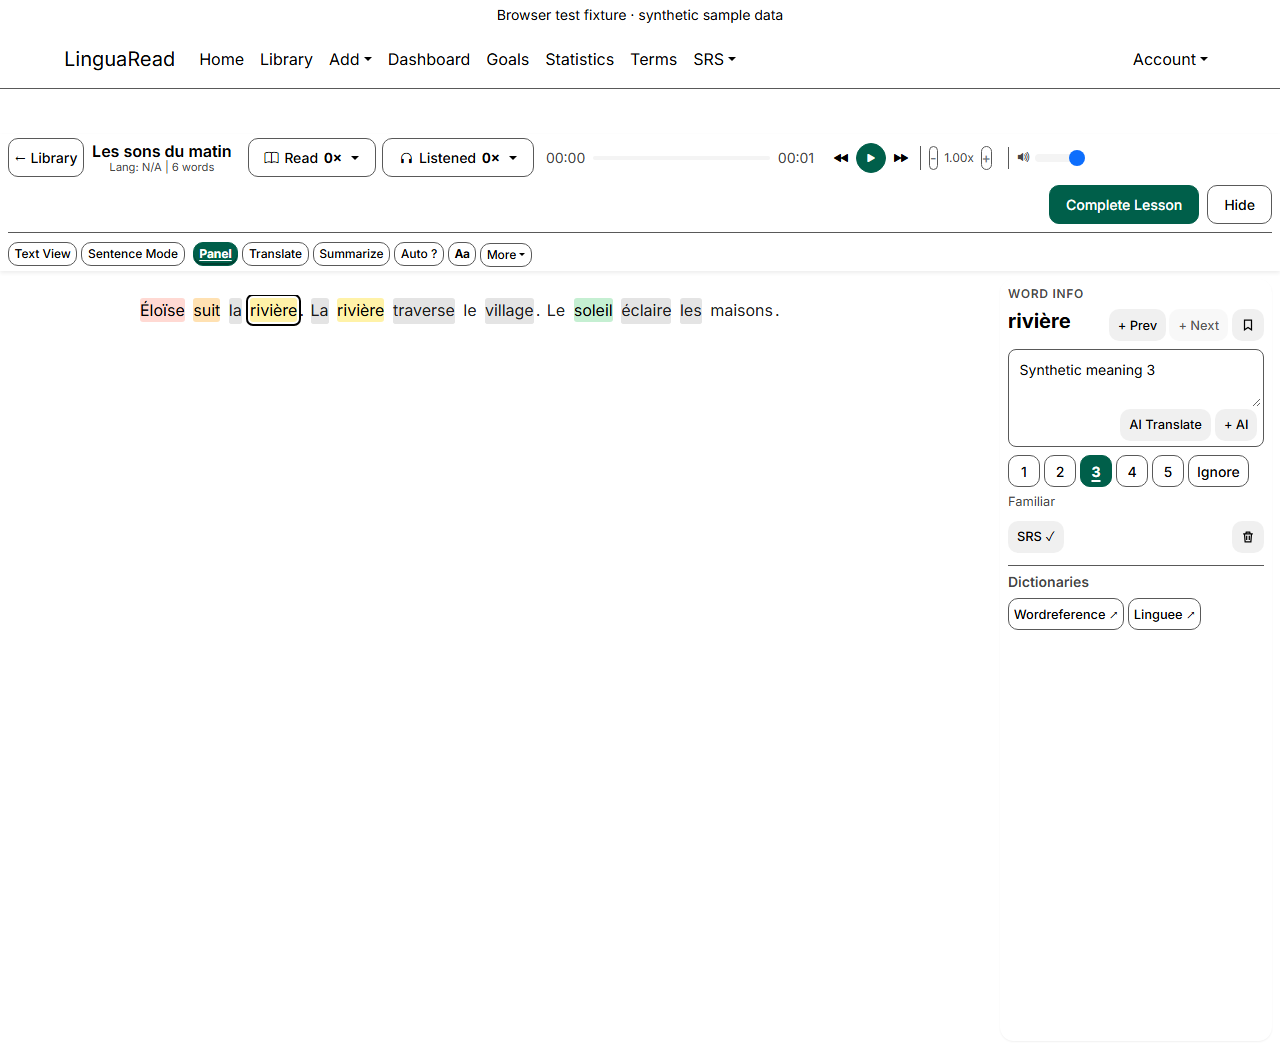 Browser test fixture · synthetic sample data
LinguaRead Home Library Add Dashboard Goals Statistics Terms SRS Account
← Library
Les sons du matin
Lang: N/A | 6 words
Read 0×
Listened 0×
00:00
00:01
-
1.00x
+
Complete Lesson
Hide
Text View Sentence Mode Panel Translate Summarize Auto ? Aa More
Éloïse suit la rivière. La rivière traverse le village. Le soleil éclaire les maisons.
WORD INFO
rivière
+ Prev
+ Next
Synthetic meaning 3
AI Translate
+ AI
1 2 3 4 5 Ignore
Familiar
SRS ✓
Dictionaries
Wordreference ↗ Linguee ↗